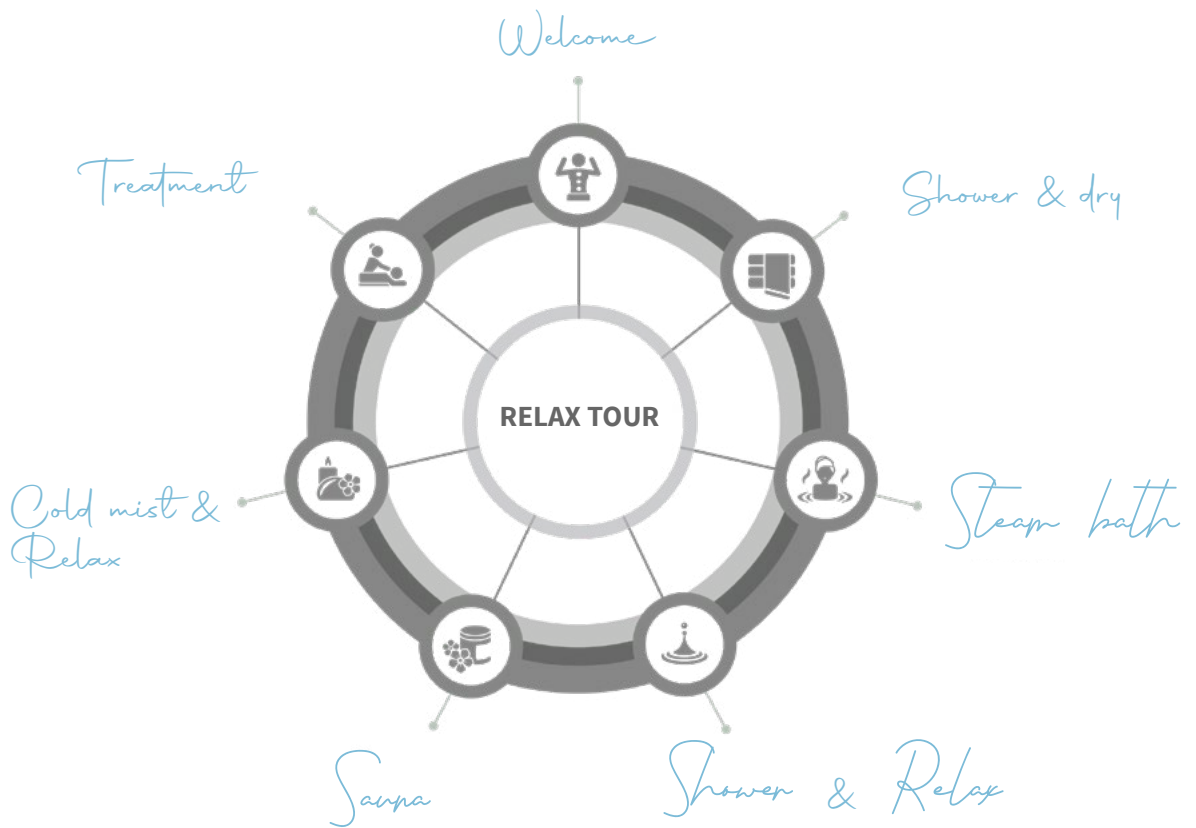 Welcome
Treatment
Shower & dry
RELAX TOUR
Cold mist &
Relax
Steam bath
Sauna
Shower & Relax